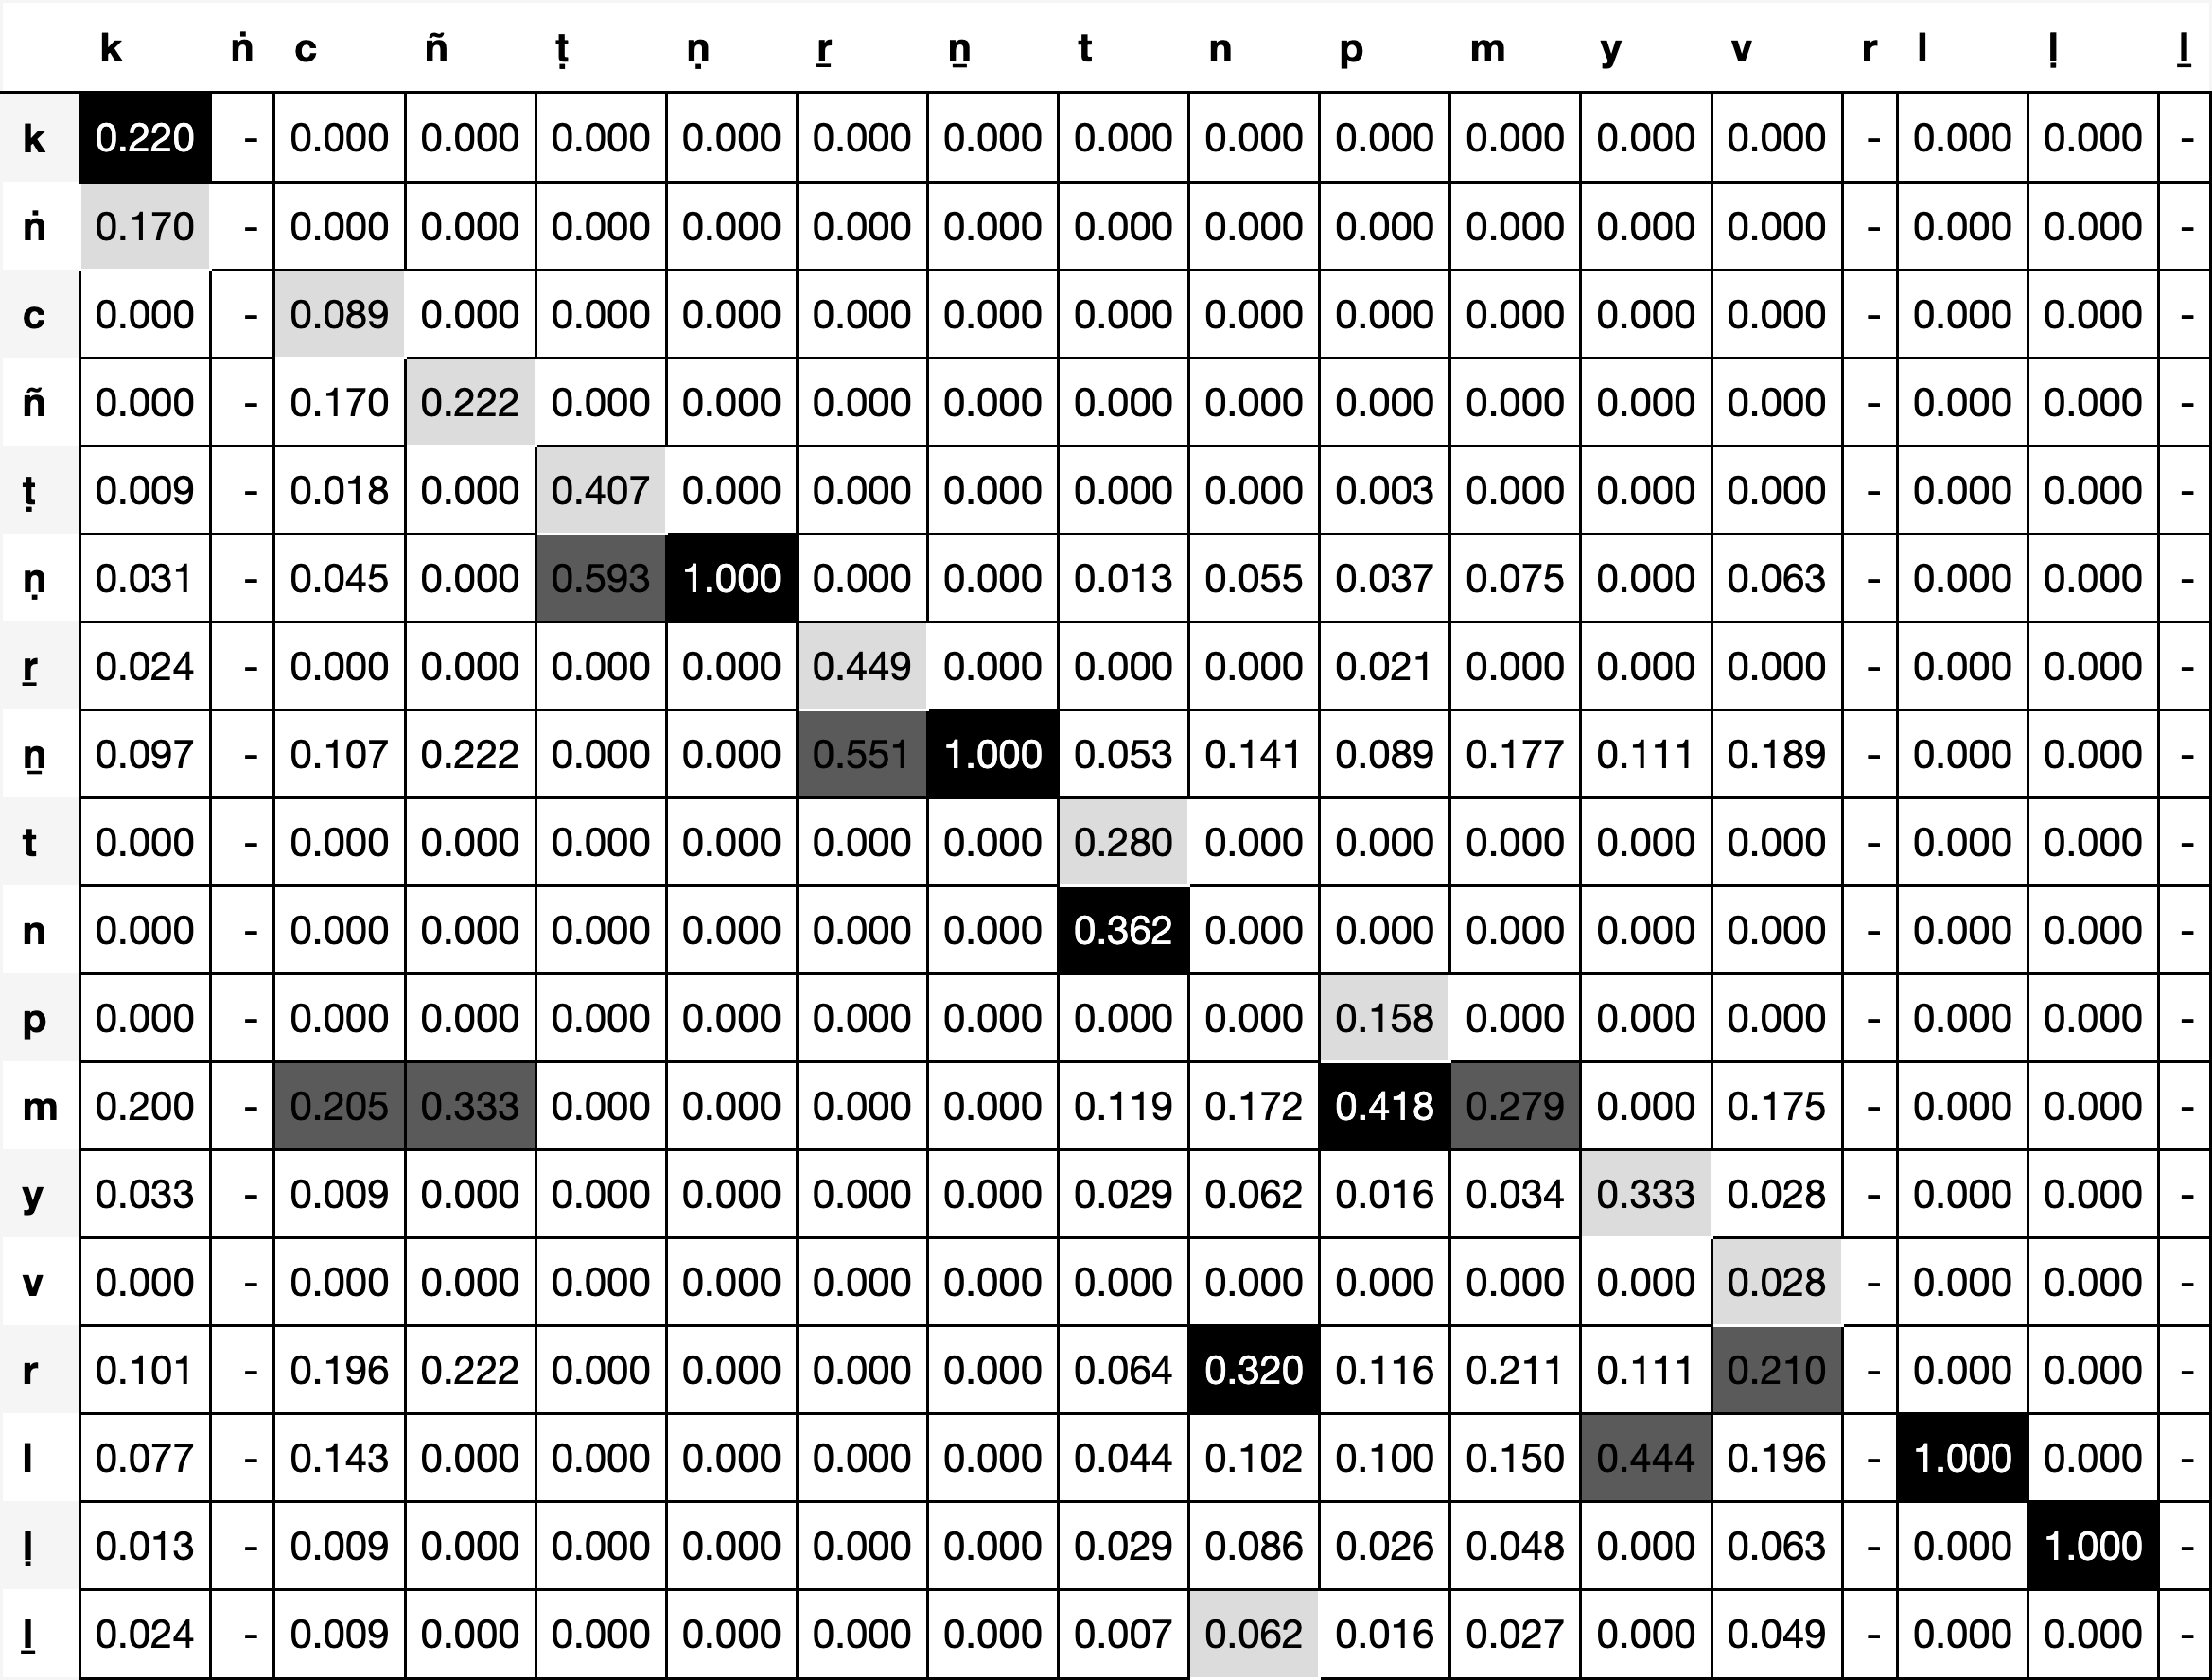 k ṅ c ñ ṭ ṇ ṟ ṉ t n p m y v r l ḷ ḻ
k 0.220 - 0.000 0.000 0.000 0.000 0.000 0.000 0.000 0.000 0.000 0.000 0.000 0.000 - 0.000 0.000 -
ṅ 0.170 - 0.000 0.000 0.000 0.000 0.000 0.000 0.000 0.000 0.000 0.000 0.000 0.000 - 0.000 0.000 -
c 0.000 - 0.089 0.000 0.000 0.000 0.000 0.000 0.000 0.000 0.000 0.000 0.000 0.000 - 0.000 0.000 -
ñ 0.000 - 0.170 0.222 0.000 0.000 0.000 0.000 0.000 0.000 0.000 0.000 0.000 0.000 - 0.000 0.000 -
ṭ 0.009 - 0.018 0.000 0.407 0.000 0.000 0.000 0.000 0.000 0.003 0.000 0.000 0.000 - 0.000 0.000 -
ṇ 0.031 - 0.045 0.000 0.593 1.000 0.000 0.000 0.013 0.055 0.037 0.075 0.000 0.063 - 0.000 0.000 -
ṟ 0.024 - 0.000 0.000 0.000 0.000 0.449 0.000 0.000 0.000 0.021 0.000 0.000 0.000 - 0.000 0.000 -
ṉ 0.097 - 0.107 0.222 0.000 0.000 0.551 1.000 0.053 0.141 0.089 0.177 0.111 0.189 - 0.000 0.000 -
t 0.000 - 0.000 0.000 0.000 0.000 0.000 0.000 0.280 0.000 0.000 0.000 0.000 0.000 - 0.000 0.000 -
n 0.000 - 0.000 0.000 0.000 0.000 0.000 0.000 0.362 0.000 0.000 0.000 0.000 0.000 - 0.000 0.000 -
p 0.000 - 0.000 0.000 0.000 0.000 0.000 0.000 0.000 0.000 0.158 0.000 0.000 0.000 - 0.000 0.000 -
m 0.200 - 0.205 0.333 0.000 0.000 0.000 0.000 0.119 0.172 0.418 0.279 0.000 0.175 - 0.000 0.000 -
y 0.033 - 0.009 0.000 0.000 0.000 0.000 0.000 0.029 0.062 0.016 0.034 0.333 0.028 - 0.000 0.000 -
v 0.000 - 0.000 0.000 0.000 0.000 0.000 0.000 0.000 0.000 0.000 0.000 0.000 0.028 - 0.000 0.000 -
r 0.101 - 0.196 0.222 0.000 0.000 0.000 0.000 0.064 0.320 0.116 0.211 0.111 0.210 - 0.000 0.000 -
l 0.077 - 0.143 0.000 0.000 0.000 0.000 0.000 0.044 0.102 0.100 0.150 0.444 0.196 - 1.000 0.000 -
ḷ 0.013 - 0.009 0.000 0.000 0.000 0.000 0.000 0.029 0.086 0.026 0.048 0.000 0.063 - 0.000 1.000 -
ḻ 0.024 - 0.009 0.000 0.000 0.000 0.000 0.000 0.007 0.062 0.016 0.027 0.000 0.049 - 0.000 0.000 -